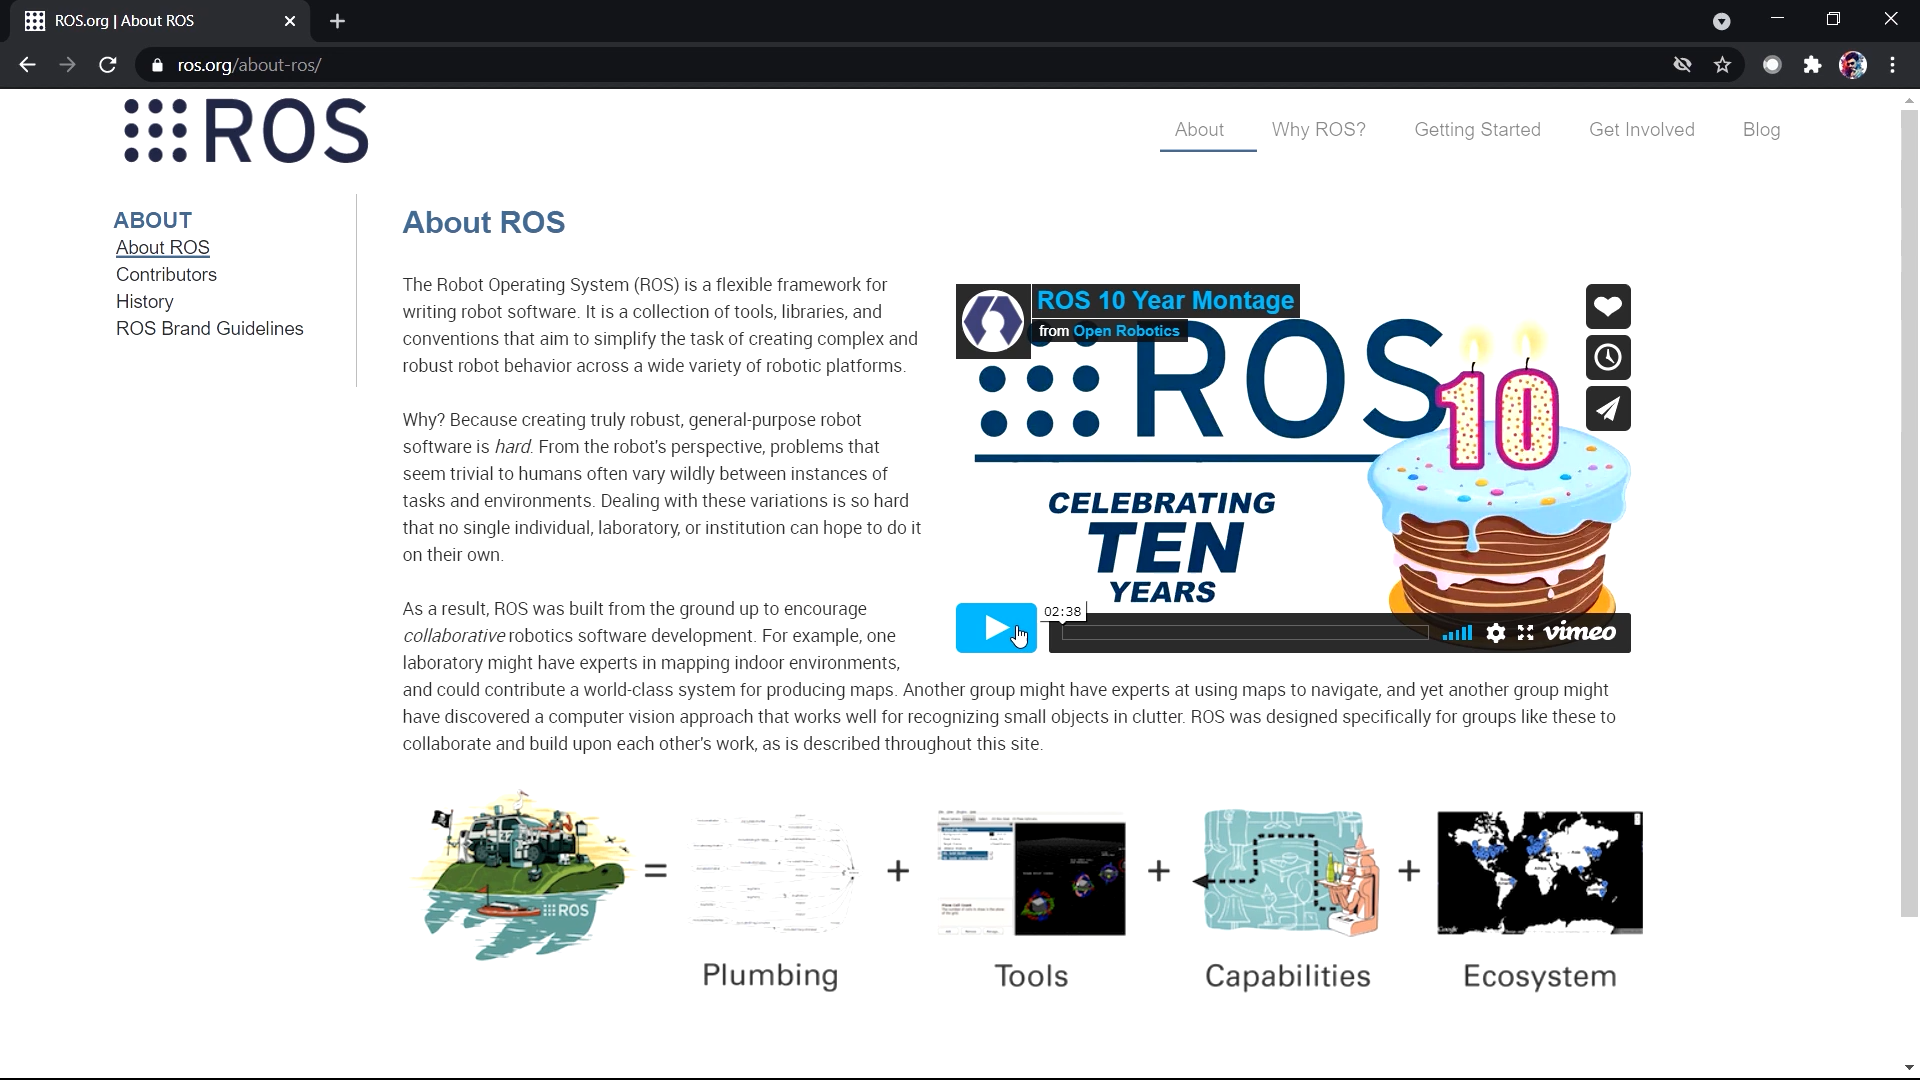 ROS.org | About ROS
ros.org/about-ros/
ROS
About
Why ROS?
Getting Started
Get Involved
Blog
ABOUT
About ROS
Contributors
History
ROS Brand Guidelines
About ROS
The Robot Operating System (ROS) is a flexible framework for
writing robot software. It is a collection of tools, libraries, and
conventions that aim to simplify the task of creating complex and
robust robot behavior across a wide variety of robotic platforms.
Why? Because creating truly robust, general-purpose robot
software is hard. From the robot's perspective, problems that
seem trivial to humans often vary wildly between instances of
tasks and environments. Dealing with these variations is so hard
that no single individual, laboratory, or institution can hope to do it
on their own.
As a result, ROS was built from the ground up to encourage
collaborative robotics software development. For example, one
laboratory might have experts in mapping indoor environments,
and could contribute a world-class system for producing maps. Another group might have experts at using maps to navigate, and yet another group might
have discovered a computer vision approach that works well for recognizing small objects in clutter. ROS was designed specifically for groups like these to
collaborate and build upon each other's work, as is described throughout this site.
ROS 10 Year Montage
from Open Robotics
ROS
10
CELEBRATING
TEN
YEARS
02:38
vimeo
ROS
=
+
+
+
Plumbing
Tools
Capabilities
Ecosystem